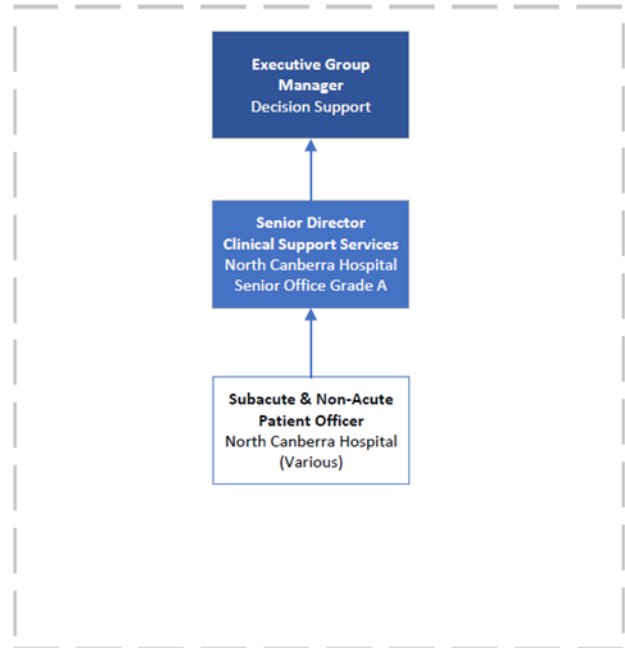 Executive Group
Manager
Decision Support
Senior Director
Clinical Support Services
North Canberra Hospital
Senior Office Grade A
Subacute & Non-Acute
Patient Officer
North Canberra Hospital
(Various)